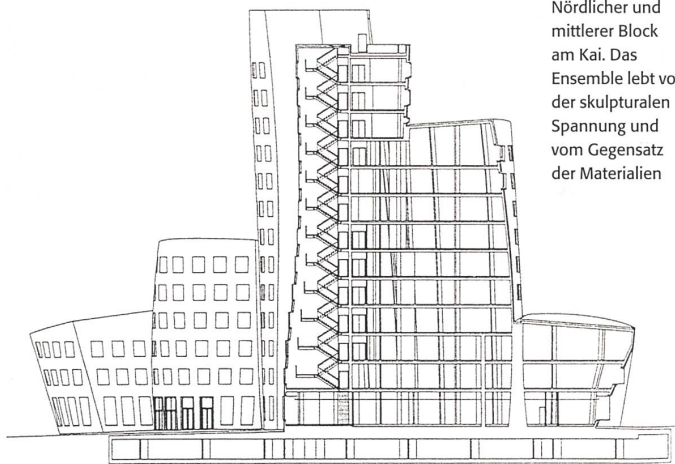 Nördlicher und
mittlerer Block
am Kai. Das
Ensemble lebt vo
der skulpturalen
Spannung und
vom Gegensatz
der Materialien